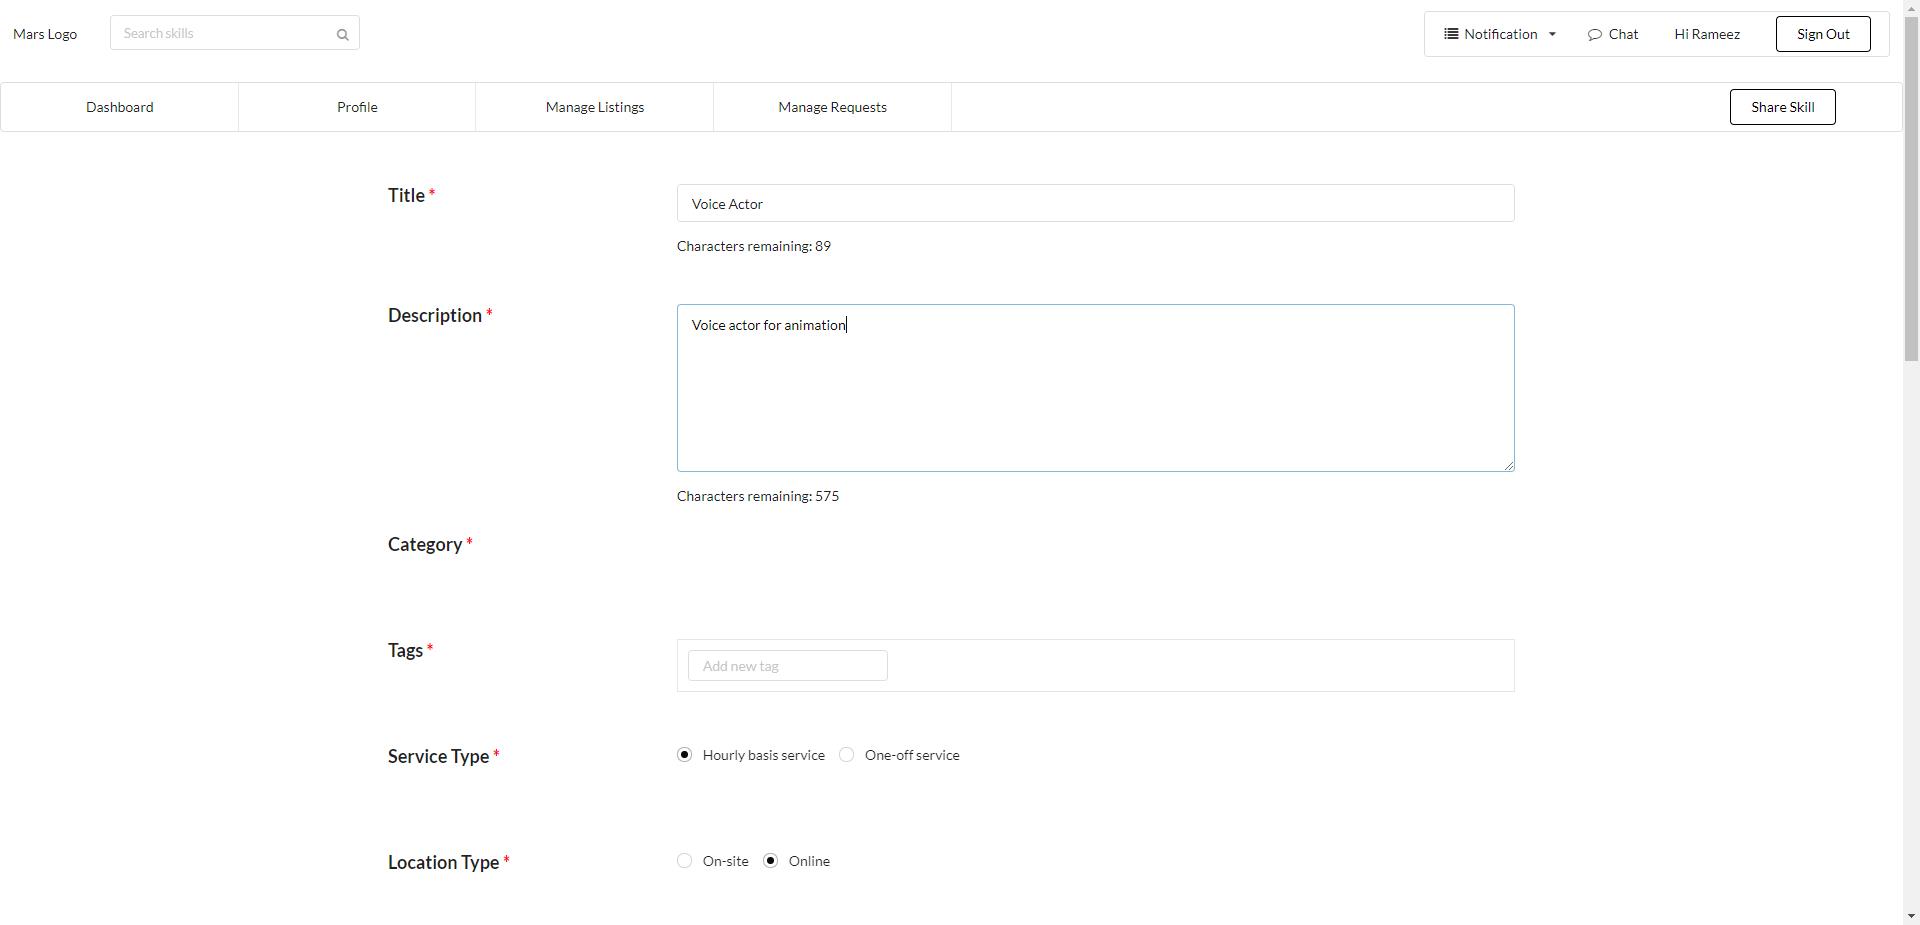 Mars Logo
Search skills
Notification
Chat
Hi Rameez
Sign Out
Dashboard
Profile
Manage Listings
Manage Requests
Share Skill
Title *
Voice Actor
Characters remaining: 89
Description *
Voice actor for animation
Characters remaining: 575
Category *
Tags *
Add new tag
Service Type *
Hourly basis service
One-off service
Location Type *
On-site
Online